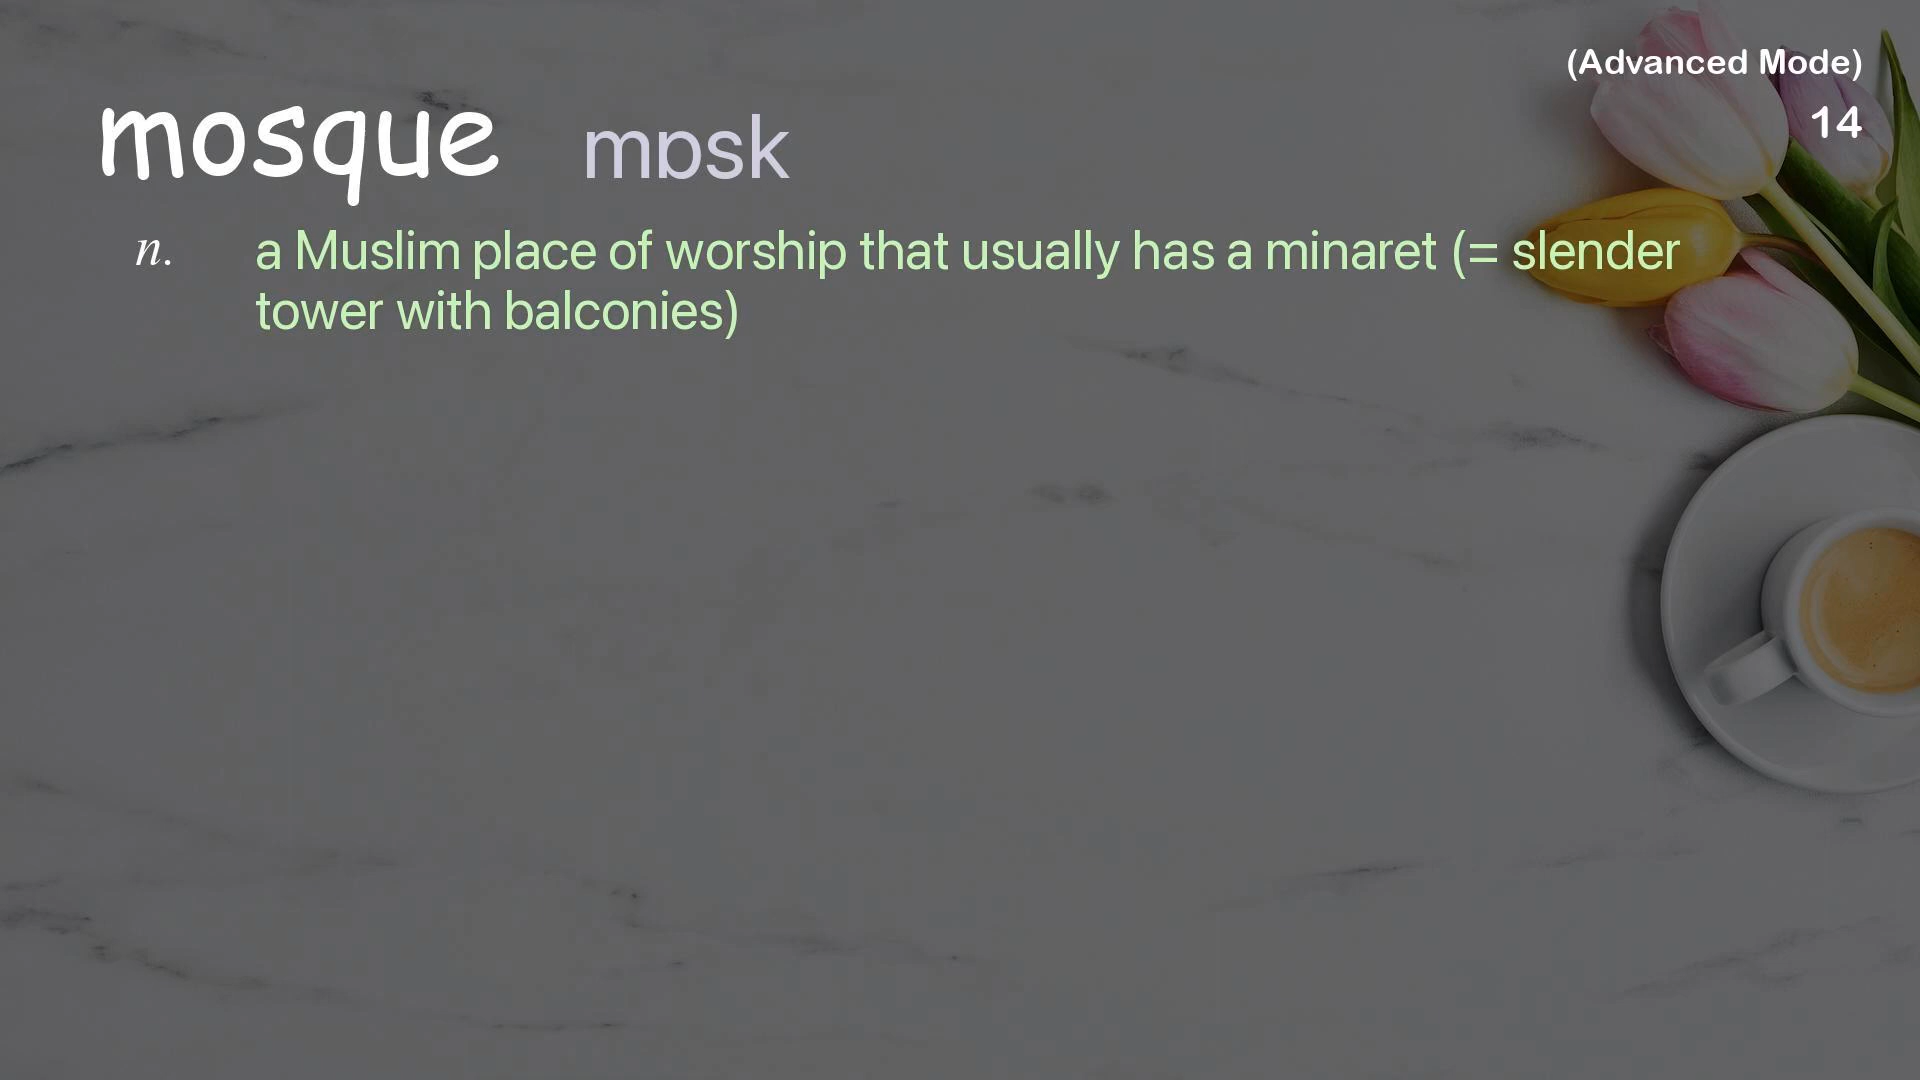 (Advanced Mode)
14
mosque mɒsk
n. a Muslim place of worship that usually has a minaret (= slender
tower with balconies)